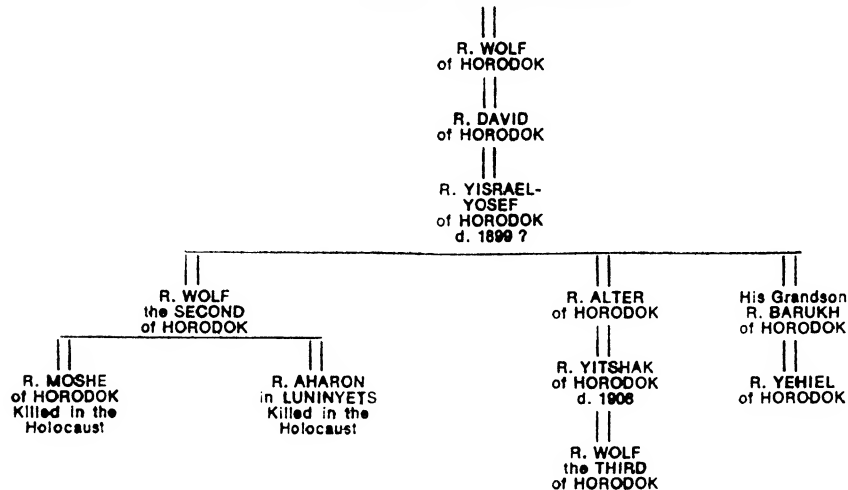 R. WOLF
of HORODOK
R. DAVID
of HORODOK
R. YISRAEL-
YOSEF
of HORODOK
d. 1899 ?
R. WOLF
the SECOND
of HORODOK
R. ALTER
of HORODOK
His Grandson
R. BARUKH
of HORODOK
R. MOSHE
of HORODOK
Killed in the
Holocaust
R. AHARON
in LUNINYETS
Killed in the
Holocaust
R. YITSHAK
of HORODOK
d. 1906
R. YEHIEL
of HORODOK
R. WOLF
the THIRD
of HORODOK